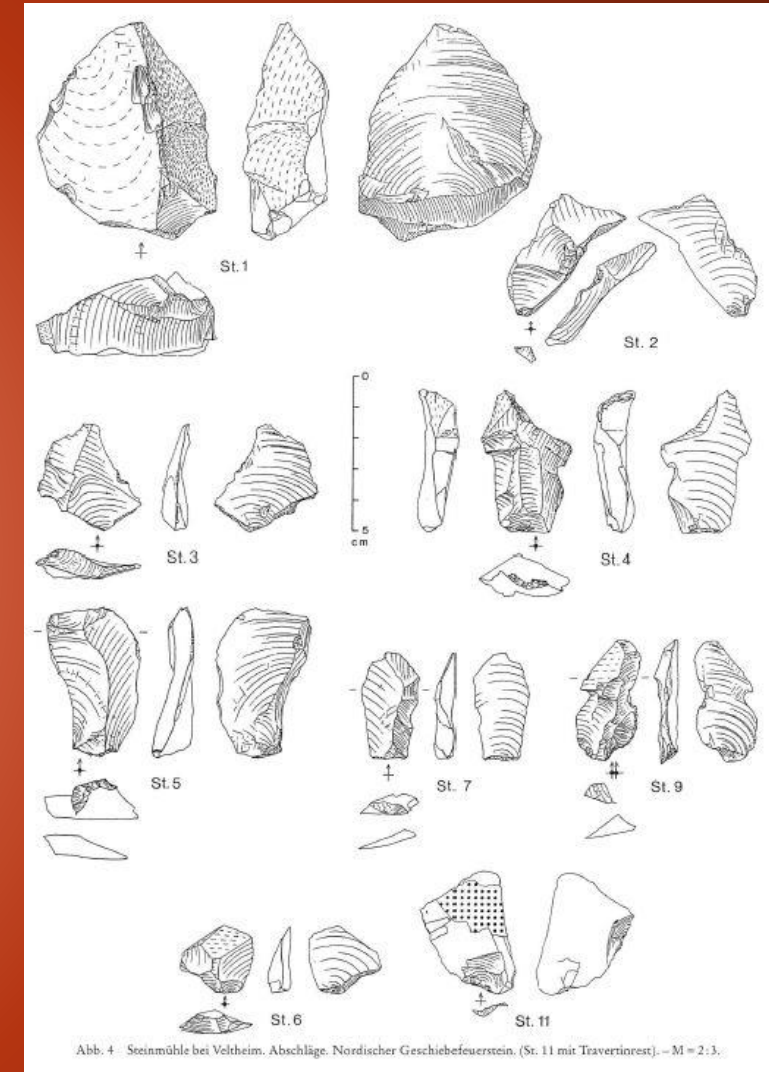 St. 1
St. 2
0
5
cm
St. 3
St. 4
St. 5
St. 7
St. 9
St. 6
St. 11
Abb. 4 Steinmühle bei Veltheim. Abschläge. Nordischer Geschiebefeuerstein. (St. 11 mit Travertinrest). – M = 2:3.